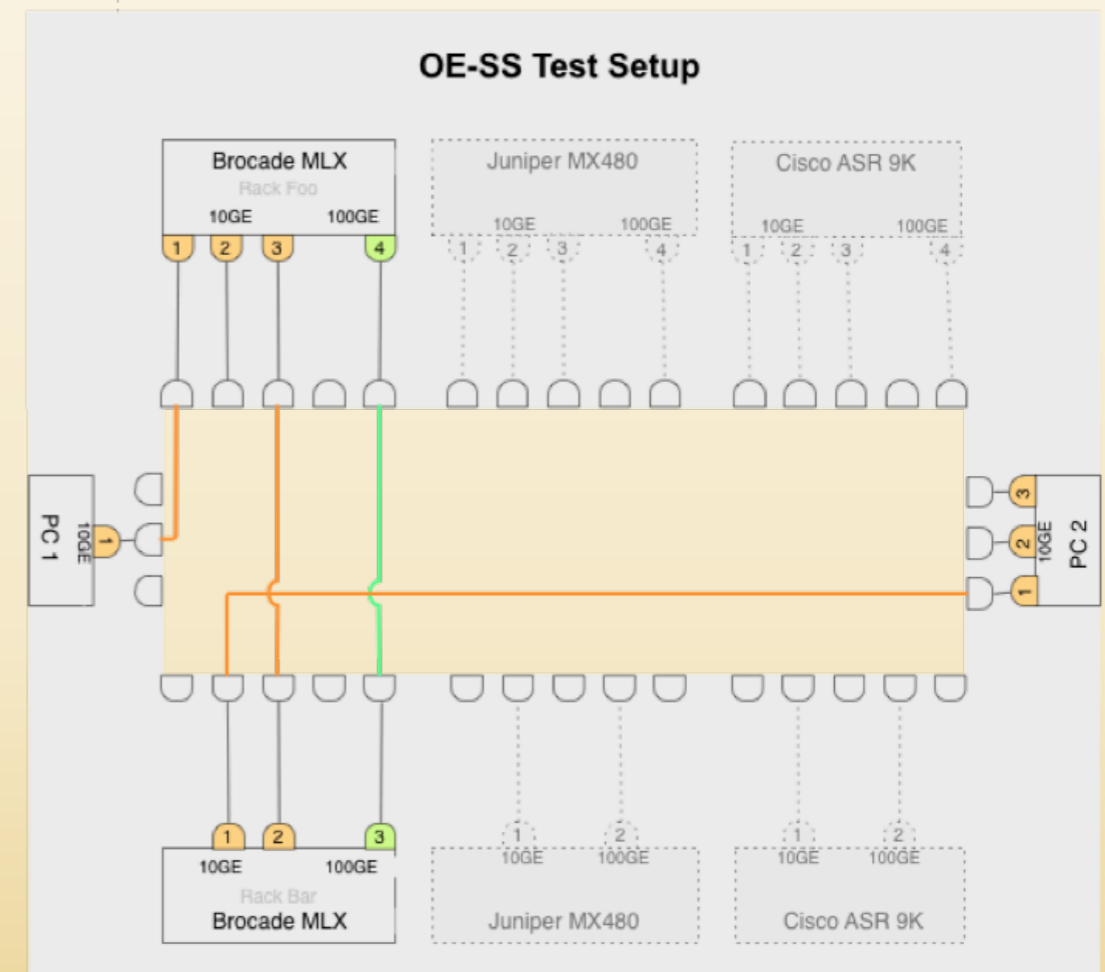 OE-SS Test Setup
Brocade MLX
Rack Foo
10GE 100GE
1 2 3 4
Juniper MX480
10GE 100GE
1 2 3 4
Cisco ASR 9K
10GE 100GE
1 2 3 4
PC 1
10GE
1
3
2
1
10GE
PC 2
1 2 3
10GE 100GE
Rack Bar
Brocade MLX
1 2
10GE 100GE
Juniper MX480
1 2
10GE 100GE
Cisco ASR 9K